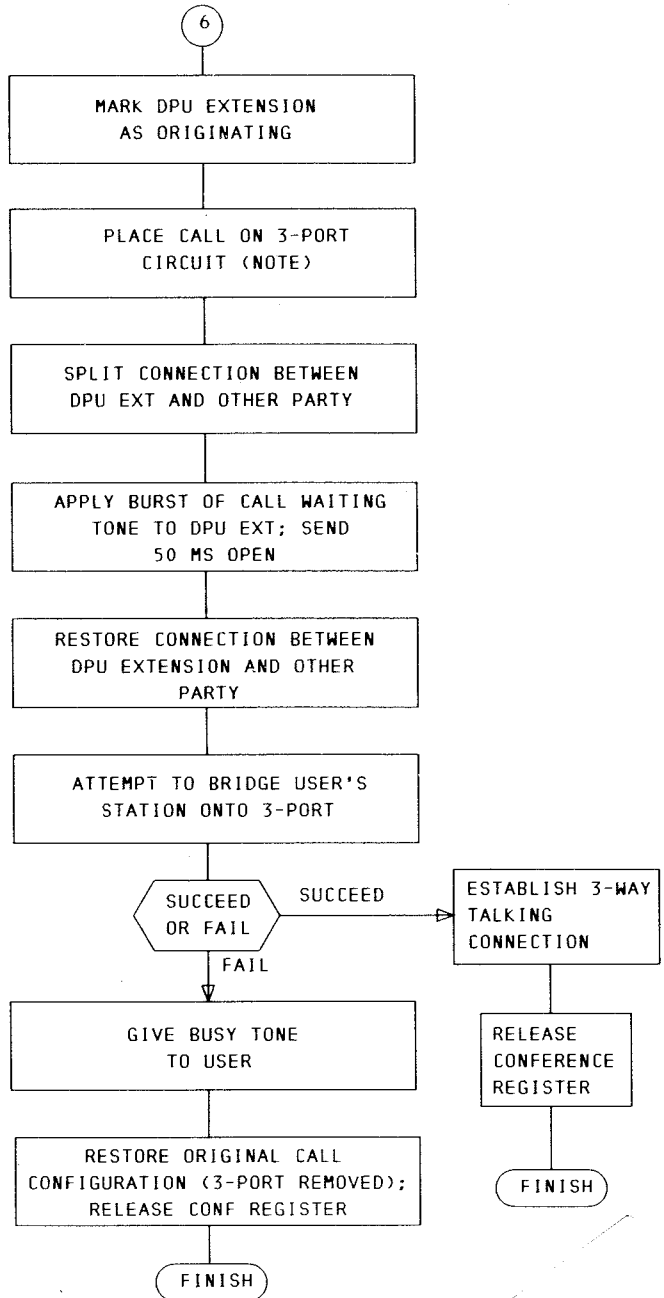 6
MARK DPU EXTENSION
AS ORIGINATING
PLACE CALL ON 3-PORT
CIRCUIT (NOTE)
SPLIT CONNECTION BETWEEN
DPU EXT AND OTHER PARTY
APPLY BURST OF CALL WAITING
TONE TO DPU EXT; SEND
50 MS OPEN
RESTORE CONNECTION BETWEEN
DPU EXTENSION AND OTHER
PARTY
ATTEMPT TO BRIDGE USER'S
STATION ONTO 3-PORT
SUCCEED
OR FAIL
SUCCEED
ESTABLISH 3-WAY
TALKING
CONNECTION
FAIL
GIVE BUSY TONE
TO USER
RELEASE
CONFERENCE
REGISTER
RESTORE ORIGINAL CALL
CONFIGURATION (3-PORT REMOVED);
RELEASE CONF REGISTER
FINISH
FINISH